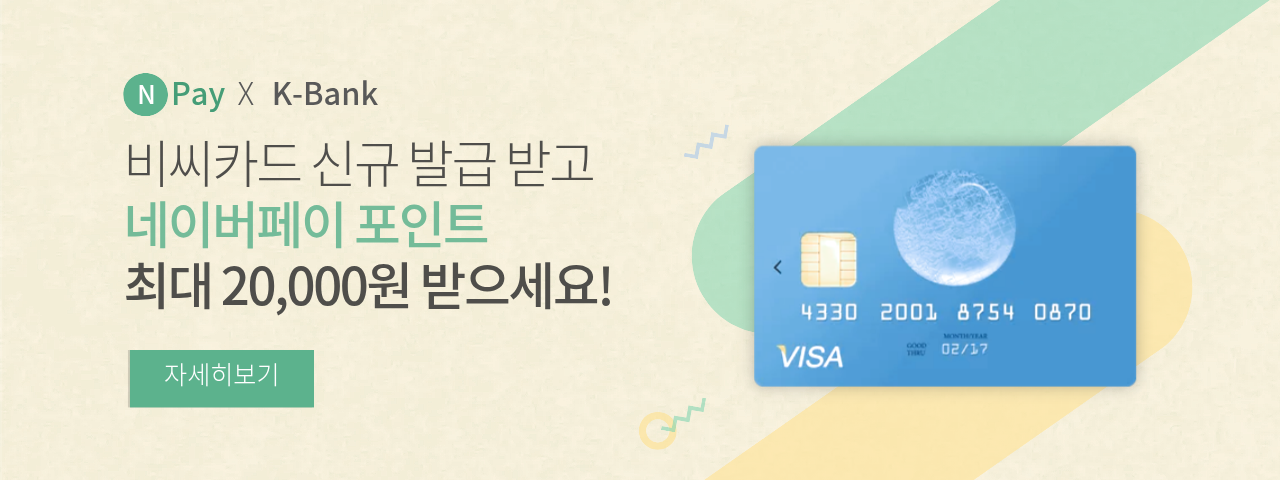 N Pay X K-Bank
비씨카드 신규 발급 받고
네이버페이 포인트
최대 20,000원 받으세요!
자세히보기
4330 2001 8754 0870
MONTH/YEAR
GOOD
THRU
02/17
VISA